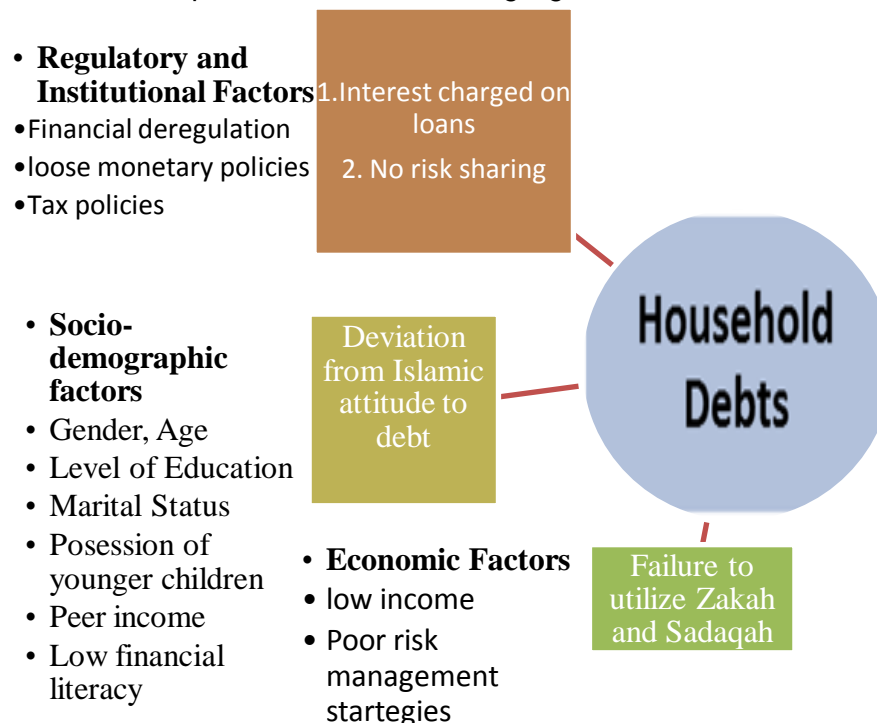 • Regulatory and
Institutional Factors
•Financial deregulation
•loose monetary policies
•Tax policies
1.Interest charged on
loans
2. No risk sharing
• Socio-
demographic
factors
• Gender, Age
• Level of Education
• Marital Status
• Posession of
younger children
• Peer income
• Low financial
literacy
Deviation
from Islamic
attitude to
debt
Household
Debts
• Economic Factors
• low income
• Poor risk
management
startegies
Failure to
utilize Zakah
and Sadaqah